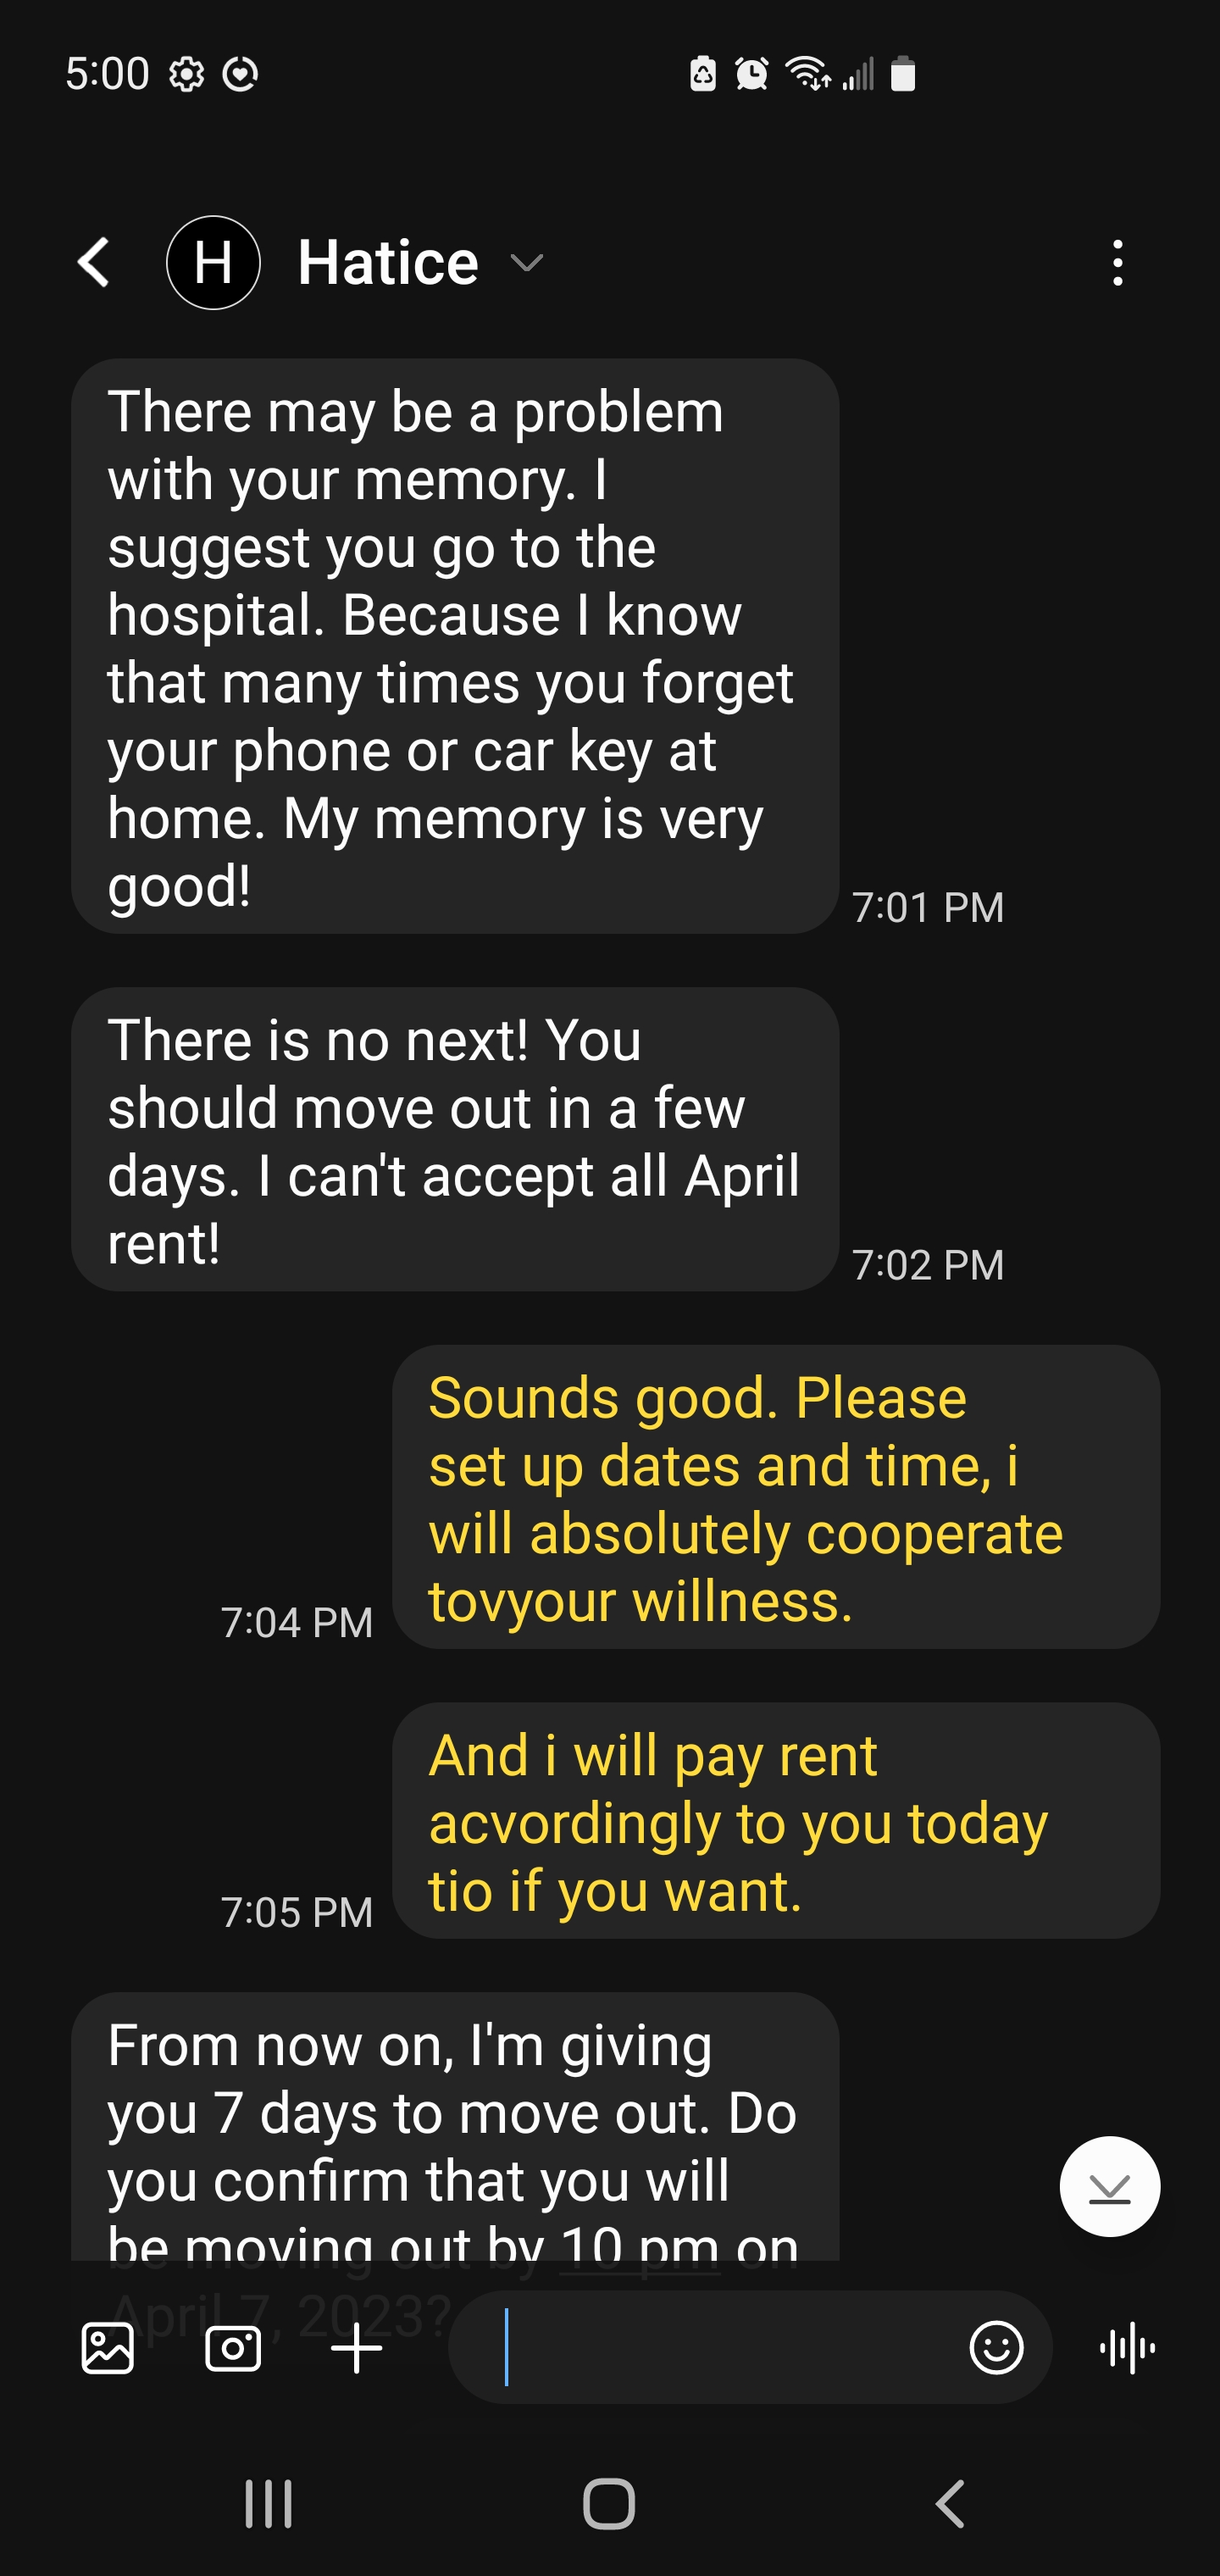 5:00
H
Hatice
There may be a problem
with your memory. I
suggest you go to the
hospital. Because I know
that many times you forget
your phone or car key at
home. My memory is very
good!
7:01 PM
There is no next! You
should move out in a few
days. I can't accept all April
rent!
7:02 PM
Sounds good. Please
set up dates and time, i
will absolutely cooperate
tovyour willness.
7:04 PM
And i will pay rent
acvordingly to you today
tio if you want.
7:05 PM
From now on, I'm giving
you 7 days to move out. Do
you confirm that you will
be moving out by 10 pm on
April 7, 2023?